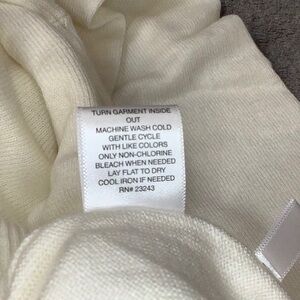 TURN GARMENT INSIDE
OUT
MACHINE WASH COLD
GENTLE CYCLE
WITH LIKE COLORS
ONLY NON-CHLORINE
BLEACH WHEN NEEDED
LAY FLAT TO DRY
COOL IRON IF NEEDED
RN# 23243